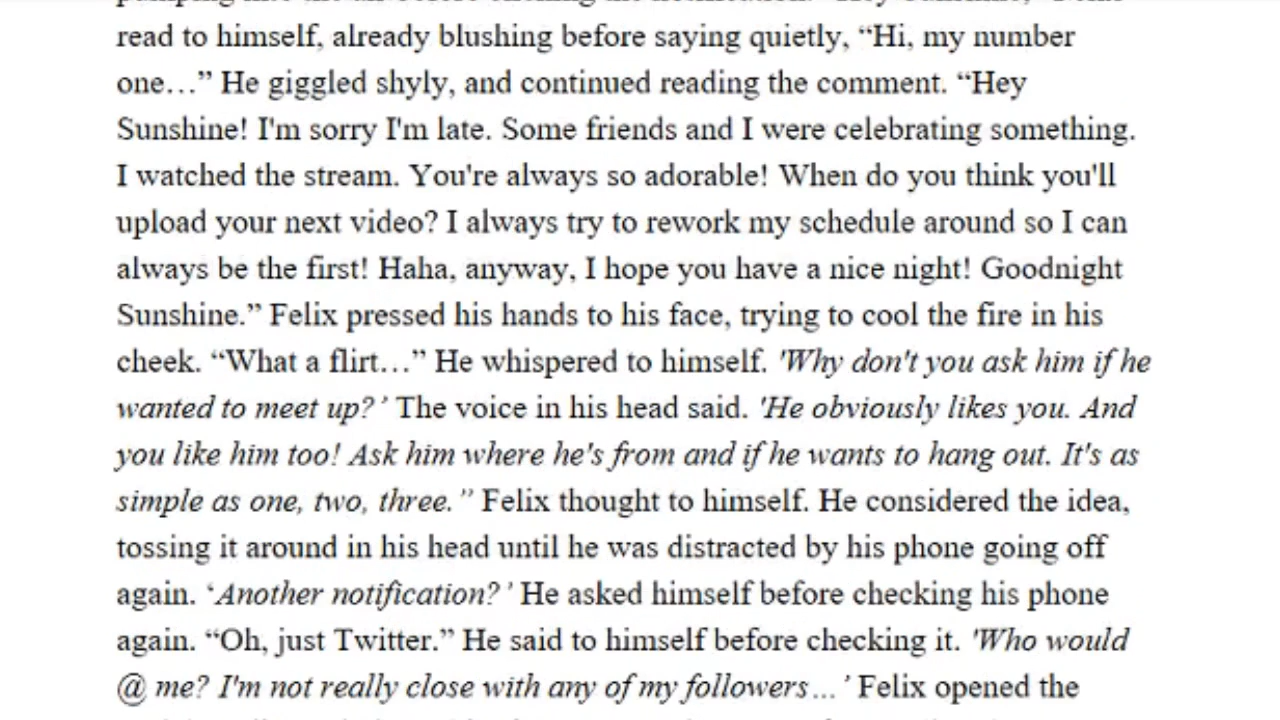 read to himself, already blushing before saying quietly, “Hi, my number
one…” He giggled shyly, and continued reading the comment. “Hey
Sunshine! I'm sorry I'm late. Some friends and I were celebrating something.
I watched the stream. You're always so adorable! When do you think you'll
upload your next video? I always try to rework my schedule around so I can
always be the first! Haha, anyway, I hope you have a nice night! Goodnight
Sunshine.” Felix pressed his hands to his face, trying to cool the fire in his
cheek. “What a flirt…” He whispered to himself. 'Why don't you ask him if he
wanted to meet up?’ The voice in his head said. 'He obviously likes you. And
you like him too! Ask him where he's from and if he wants to hang out. It's as
simple as one, two, three.” Felix thought to himself. He considered the idea,
tossing it around in his head until he was distracted by his phone going off
again. ‘Another notification?’ He asked himself before checking his phone
again. “Oh, just Twitter.” He said to himself before checking it. 'Who would
@ me? I'm not really close with any of my followers…’ Felix opened the